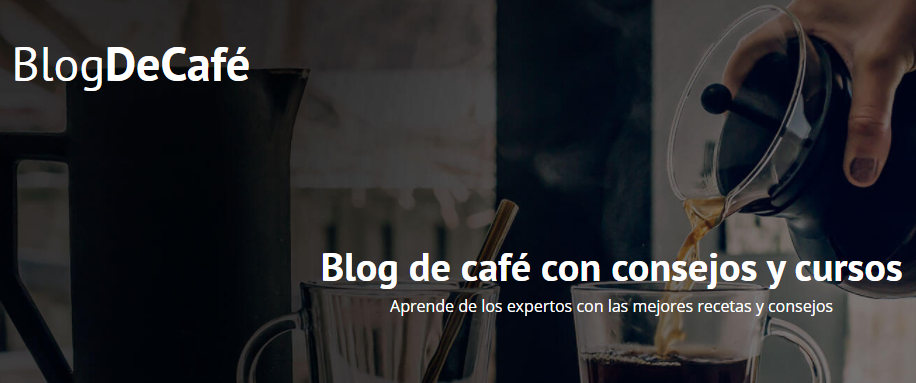 BlogDeCafé
Blog de café con consejos y cursos
Aprende de los expertos con las mejores recetas y consejos